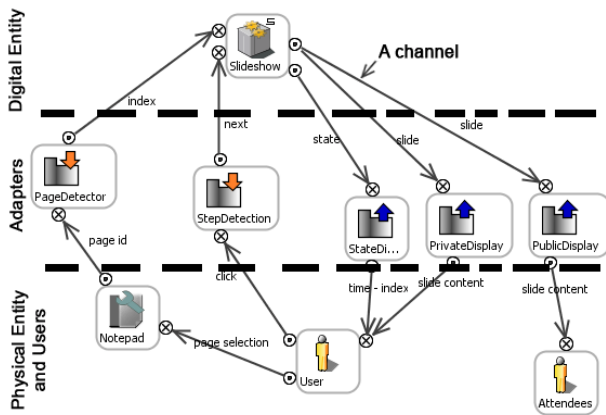 Digital Entity
S
Slideshow
A channel
index
next
state
slide
slide
Adapters
PageDetector
StepDetection
StateDi...
PrivateDisplay
PublicDisplay
page id
click
time - index
slide content
slide content
Physical Entity
and Users
Notepad
page selection
User
Attendees